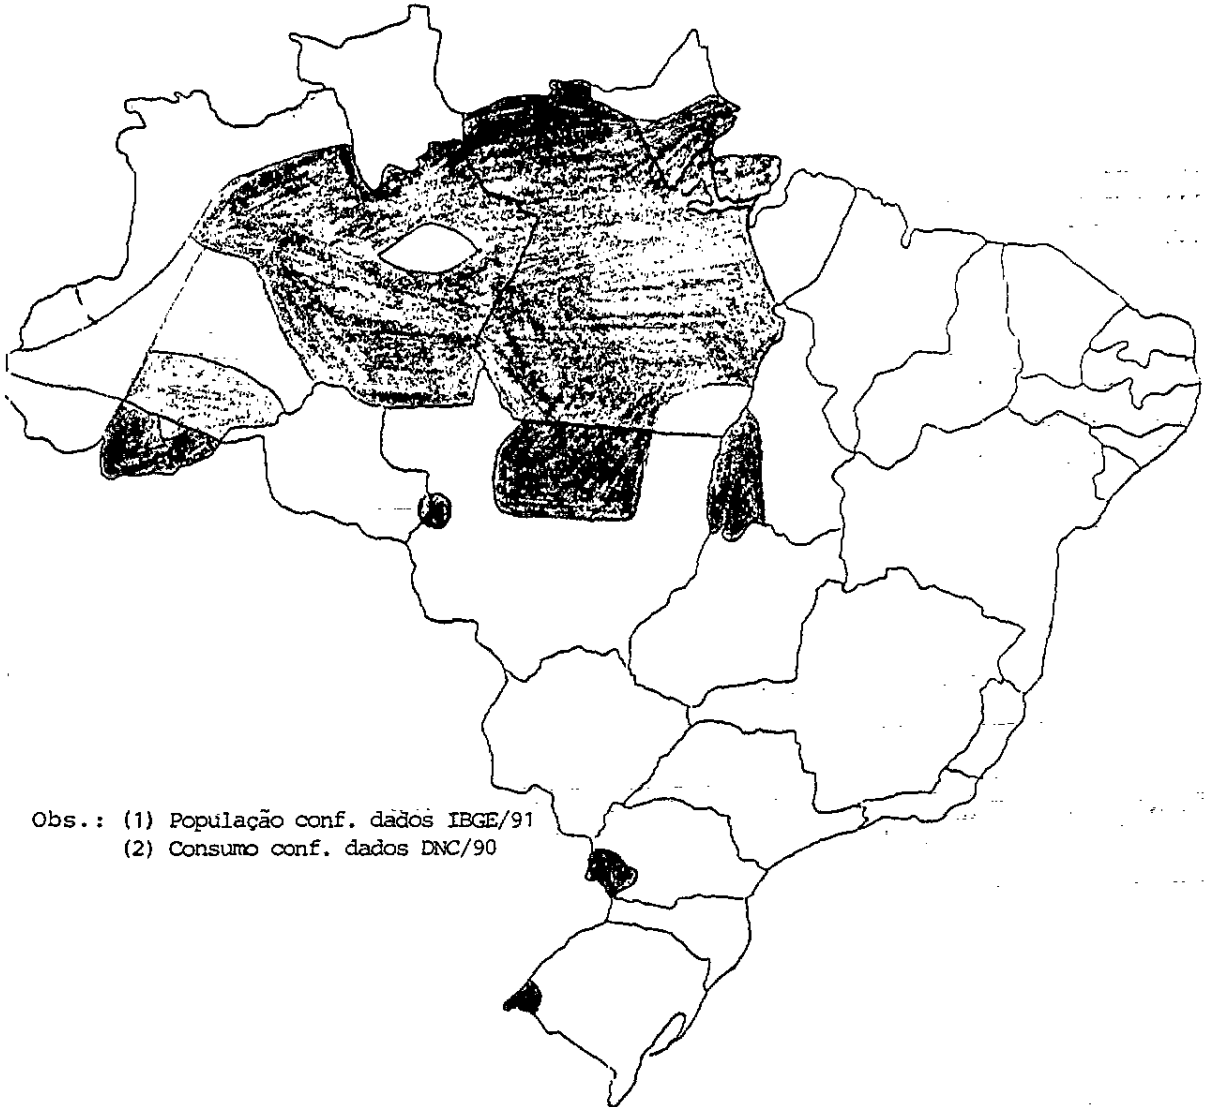 Obs.: (1) População conf. dados IBGE/91
(2) Consumo conf. dados DNC/90